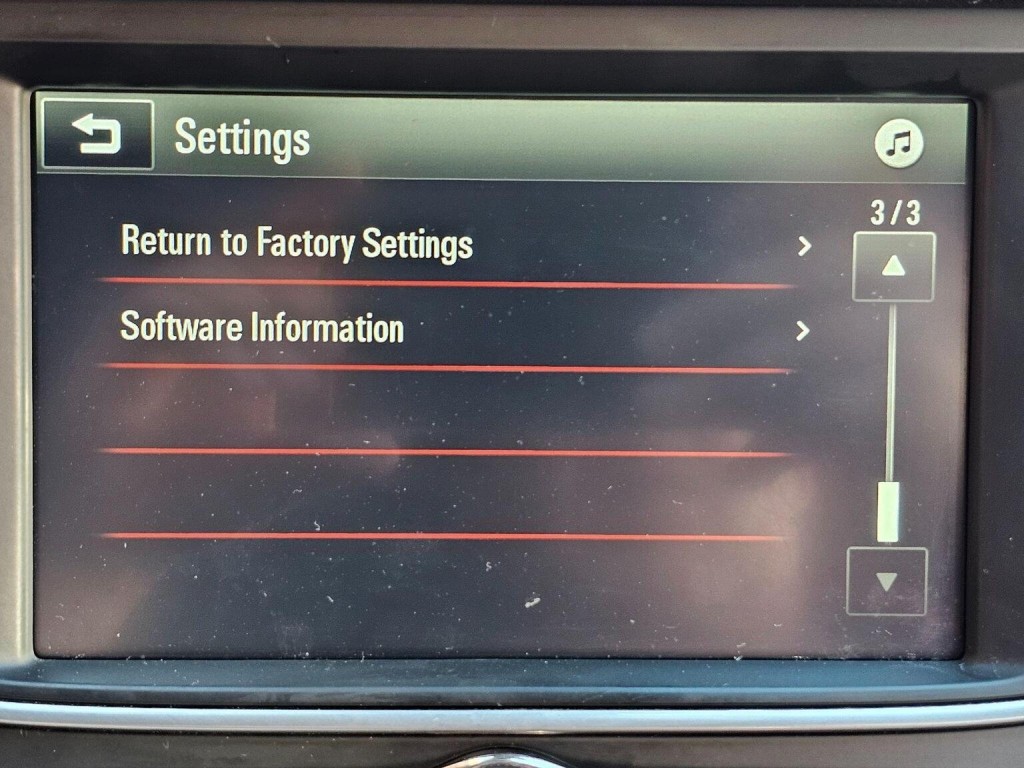 Settings
3/3
Return to Factory Settings
Software Information